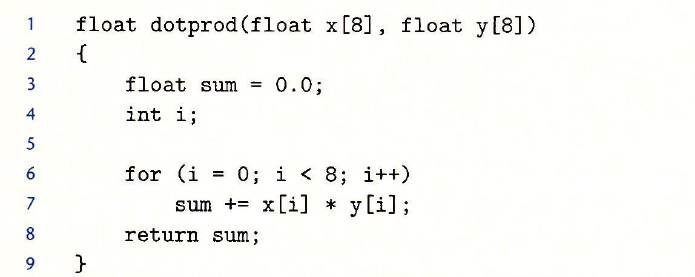 1 float dotprod(float x[8], float y[8])
2 {
3     float sum = 0.0;
4     int i;
5
6     for (i = 0; i < 8; i++)
7         sum += x[i] * y[i];
8     return sum;
9 }